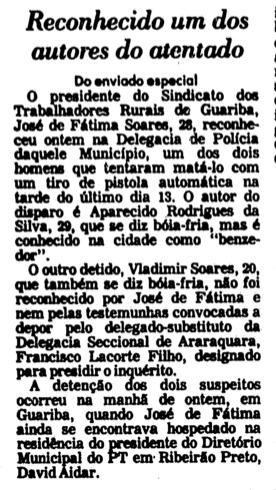 Reconhecido um dos
autores do atentado
Do enviado especial
O presidente do Sindicato dos
Trabalhadores Rurais de Guariba,
José de Fátima Soares, 28, reconhe-
ceu ontem na Delegacia de Polícia
daquele Município, um dos dois
homens que tentaram matá-lo com
um tiro de pistola automática na
tarde do último dia 13. O autor do
disparo é Aparecido Rodrigues da
Silva, 29, que se diz bóia-fria, mas é
conhecido na cidade como "benze-
dor".
O outro detido, Vladimir Soares, 20,
que também se diz bóia-fria, não foi
reconhecido por José de Fátima e
nem pelas testemunhas convocadas a
depor pelo delegado-substituto da
Delegacia Seccional de Araraquara,
Francisco Lacorte Filho, designado
para presidir o inquérito.
A detenção dos dois suspeitos
ocorreu na manhã de ontem, em
Guariba, quando José de Fátima
ainda se encontrava hospedado na
residência do presidente do Diretório
Municipal do PT em Ribeirão Preto,
David Aidar.